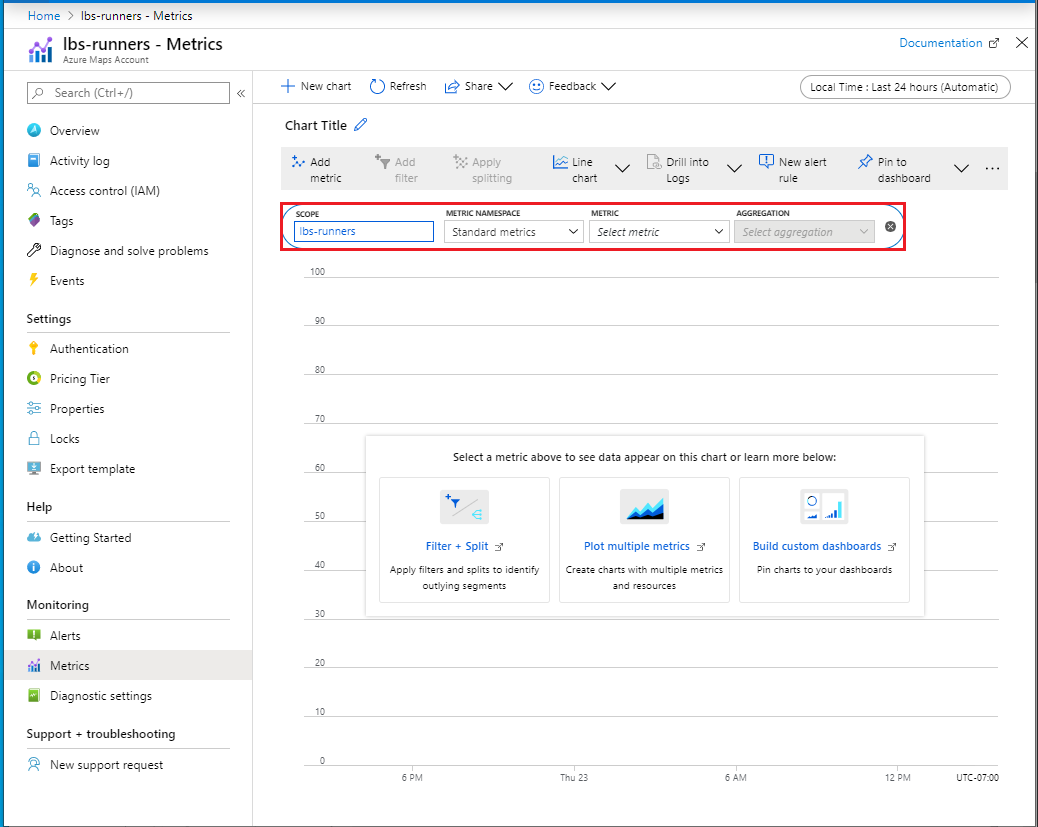 Home > lbs-runners - Metrics
lbs-runners - Metrics
Azure Maps Account
Documentation
Search (Ctrl+/)
«
Overview
Activity log
Access control (IAM)
Tags
Diagnose and solve problems
Events
Settings
Authentication
Pricing Tier
Properties
Locks
Export template
Help
Getting Started
About
Monitoring
Alerts
Metrics
Diagnostic settings
Support + troubleshooting
New support request
New chart Refresh Share Feedback
Local Time : Last 24 hours (Automatic)
Chart Title
Add metric
Add filter
Apply splitting
Line chart
Drill into Logs
New alert rule
Pin to dashboard
...
SCOPE METRIC NAMESPACE METRIC AGGREGATION
lbs-runners Standard metrics Select metric Select aggregation
100
90
80
70
60
50
40
30
20
10
0
Select a metric above to see data appear on this chart or learn more below:
Filter + Split
Apply filters and splits to identify
outlying segments
Plot multiple metrics
Create charts with multiple metrics
and resources
Build custom dashboards
Pin charts to your dashboards
6 PM Thu 23 6 AM 12 PM UTC-07:00